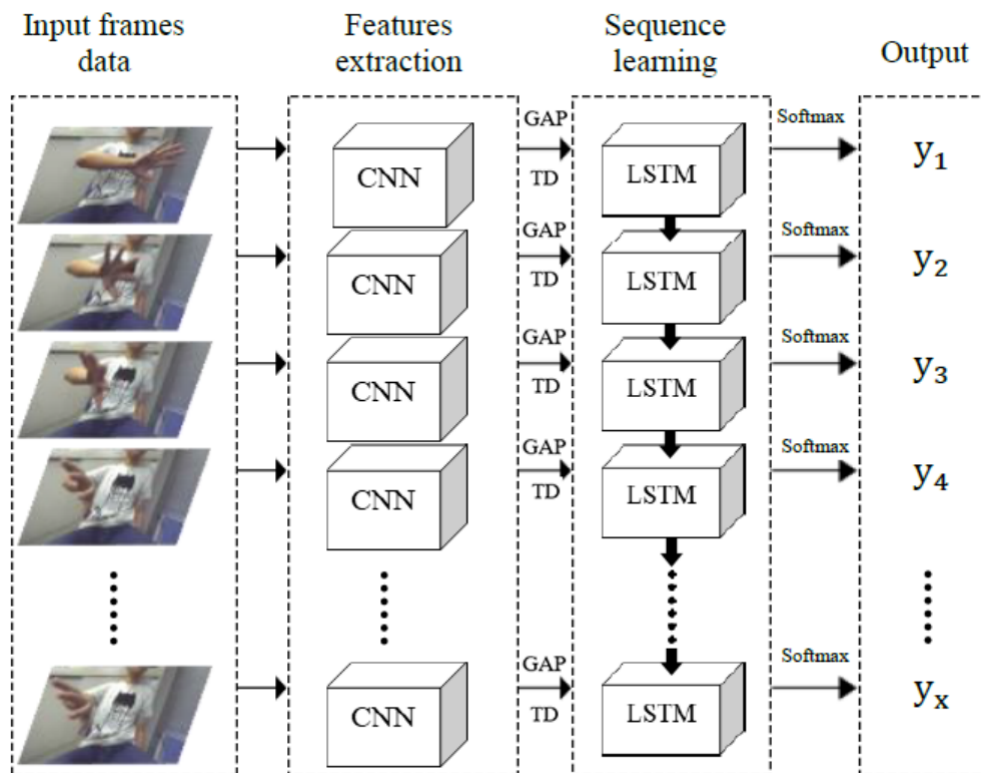 Input frames
data
Features
extraction
Sequence
learning
Output
GAP
TD
Softmax
CNN
LSTM
y₁
GAP
TD
Softmax
CNN
LSTM
y₂
GAP
TD
Softmax
CNN
LSTM
y₃
GAP
TD
Softmax
CNN
LSTM
y₄
GAP
TD
Softmax
CNN
LSTM
yₓ